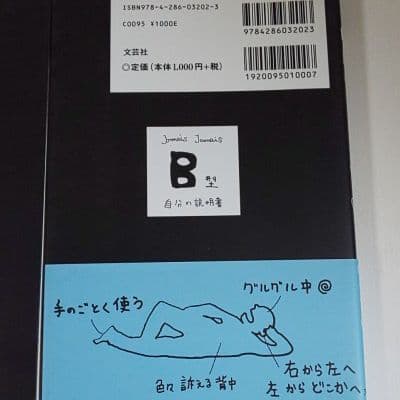 ISBN978-4-286-03202-3
C0095 ¥1000E
文芸社
◎定価(本体1,000円+税)
9784286032023
1920095010007
Jamais Jamais
B型
自分の説明書
手のごとく使う
グルグル中@
色々訴える背中
右から左へ
左からどこかへ